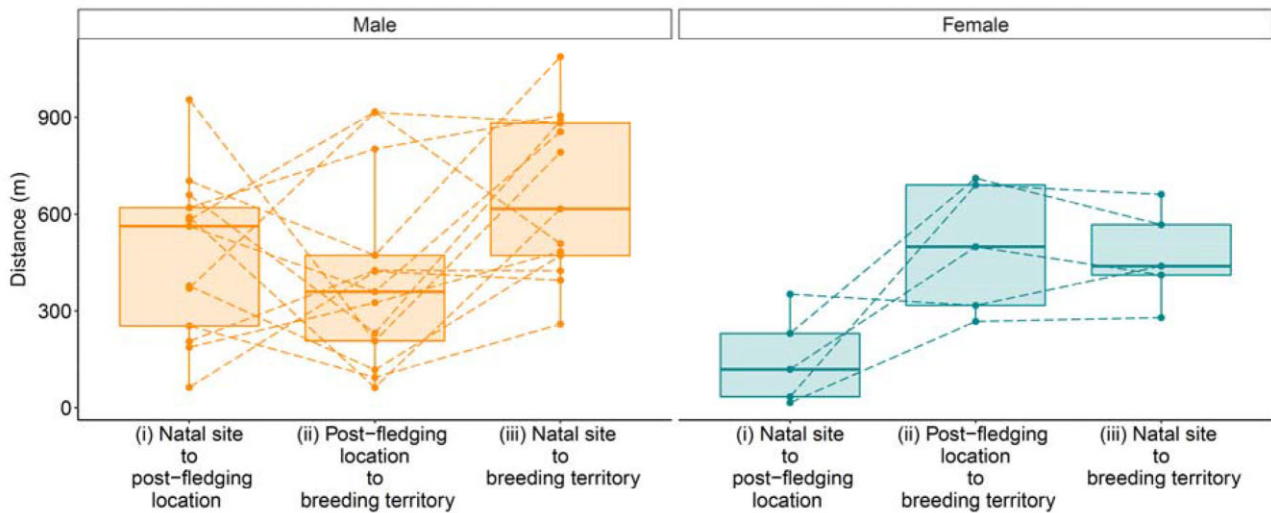 Male
Female
Distance (m)
900
600
300
0
(i) Natal site
to
post−fledging
location
(ii) Post−fledging
location
to
breeding territory
(iii) Natal site
to
breeding territory
(i) Natal site
to
post−fledging
location
(ii) Post−fledging
location
to
breeding territory
(iii) Natal site
to
breeding territory